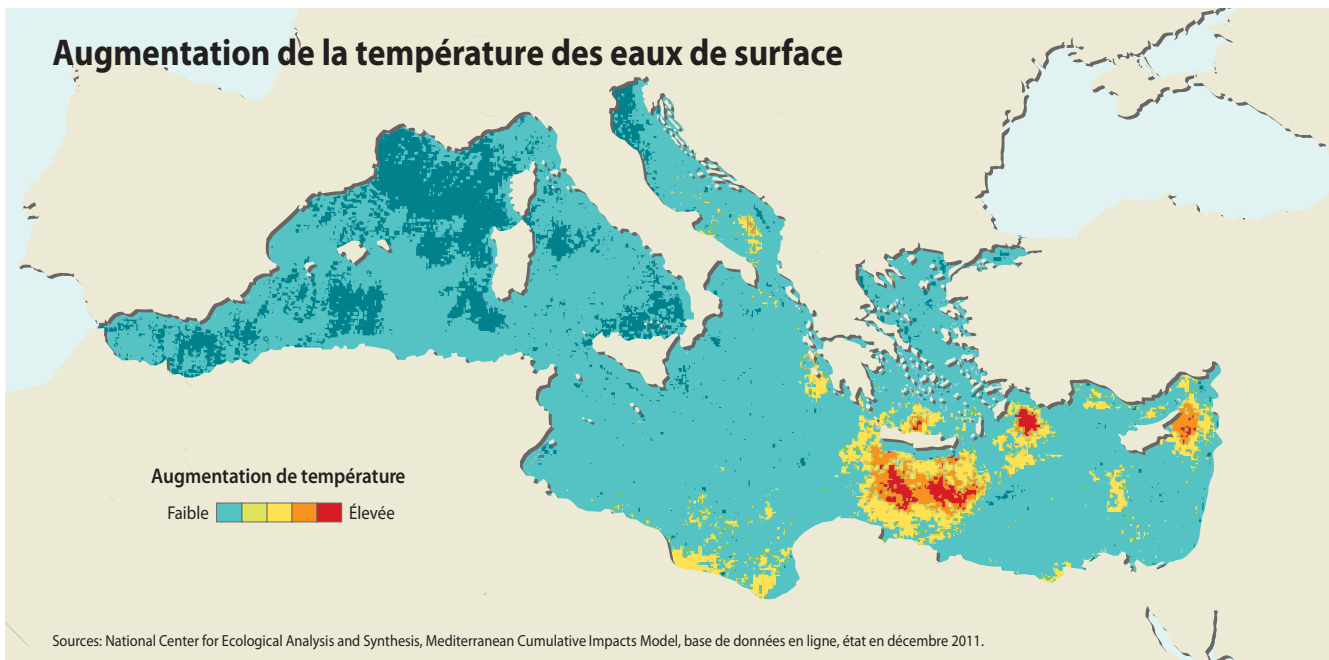 Augmentation de la température des eaux de surface
Augmentation de température
Faible Élevée
Sources: National Center for Ecological Analysis and Synthesis, Mediterranean Cumulative Impacts Model, base de données en ligne, état en décembre 2011.